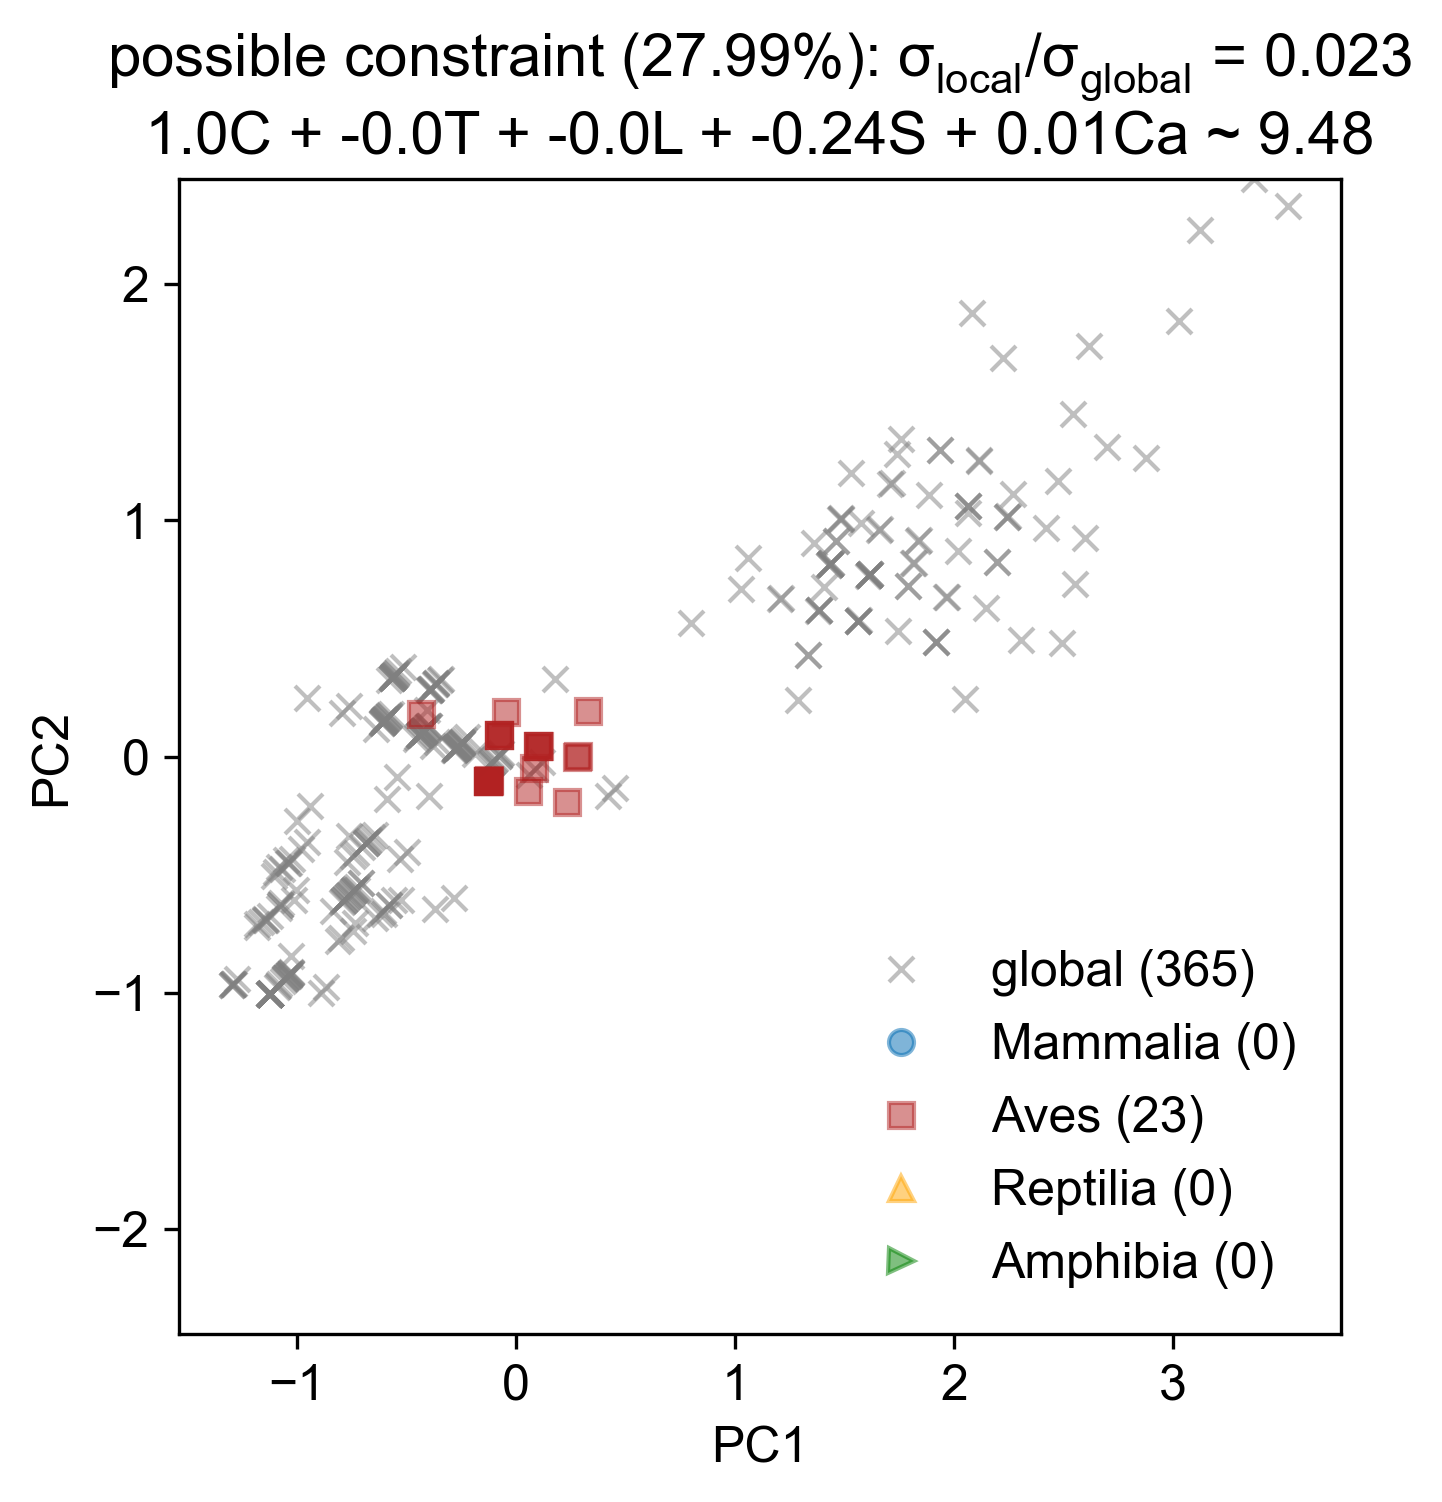 possible constraint (27.99%): σlocal/σglobal = 0.023
1.0C + -0.0T + -0.0L + -0.24S + 0.01Ca ~ 9.48
2
1
0
−1
−2
PC2
global (365)
Mammalia (0)
Aves (23)
Reptilia (0)
Amphibia (0)
−1 0 1 2 3
PC1